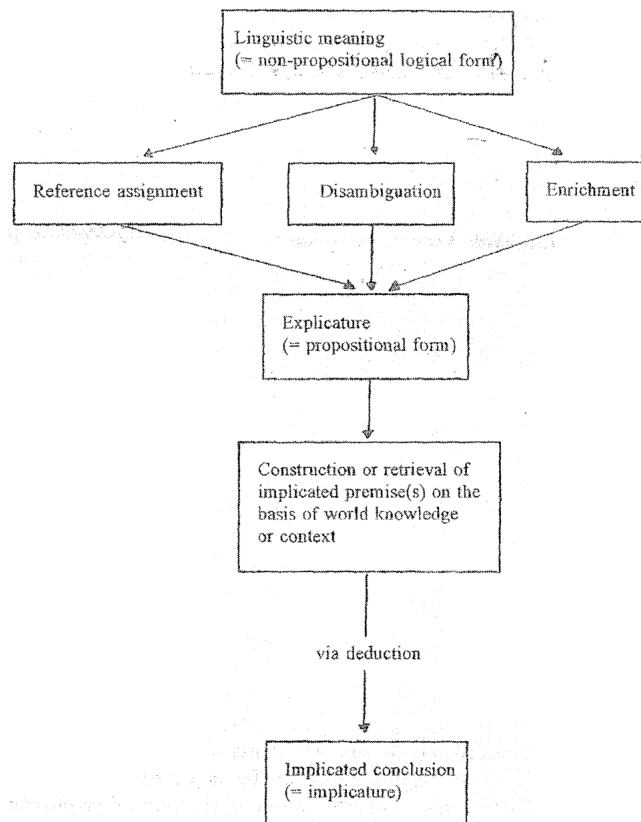 Linguistic meaning
(= non-propositional logical form)
Reference assignment
Disambiguation
Enrichment
Explicature
(= propositional form)
Construction or retrieval of
implicated premise(s) on the
basis of world knowledge
or context
via deduction
Implicated conclusion
(= implicature)